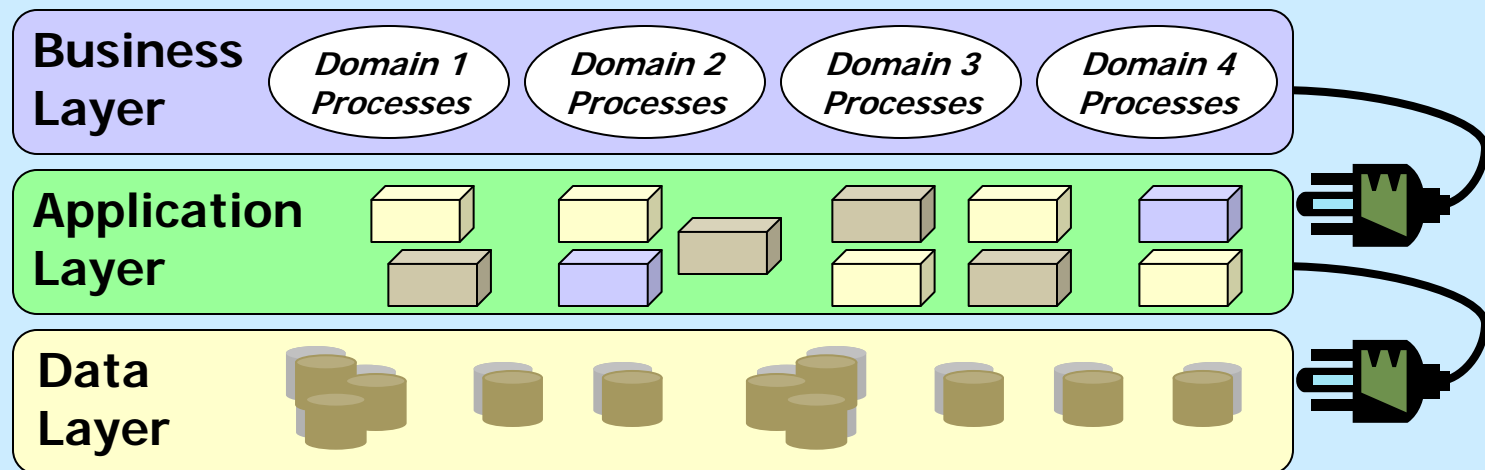 Business
Layer
Domain 1
Processes
Domain 2
Processes
Domain 3
Processes
Domain 4
Processes
Application
Layer
Data
Layer